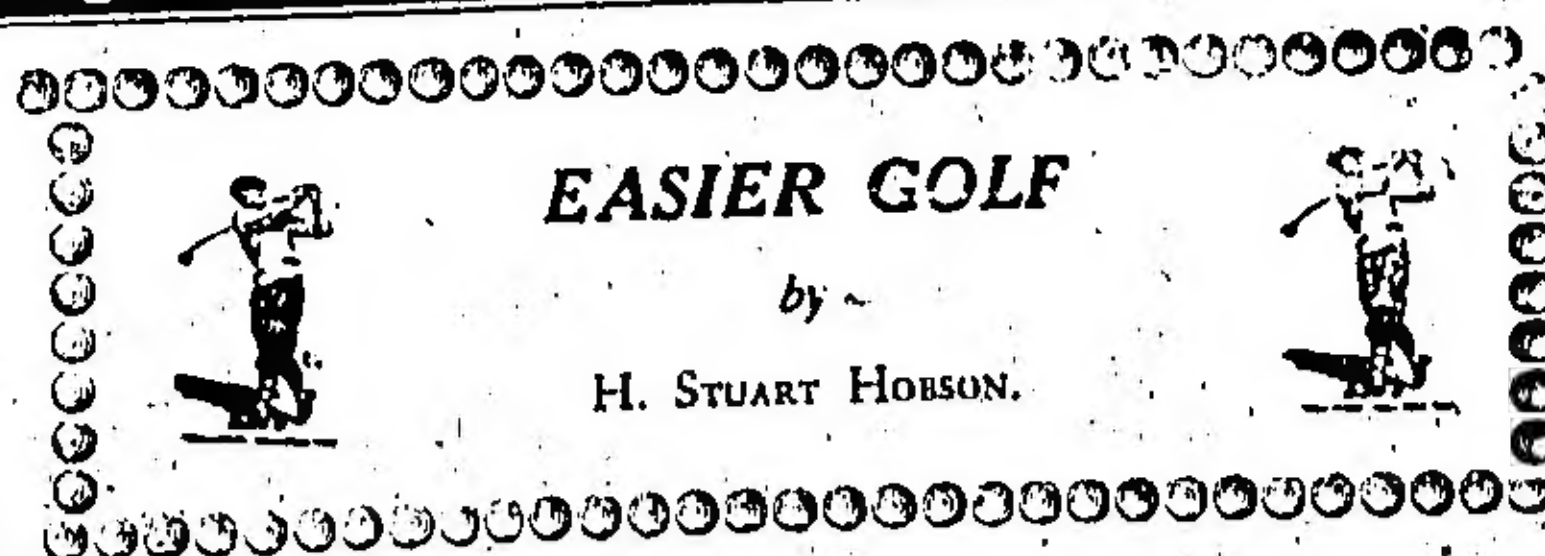 EASIER GOLF
by ~
H. STUART HOBSON.